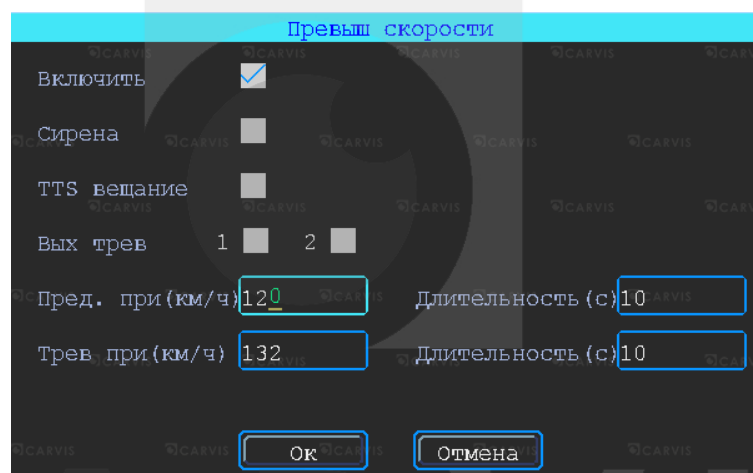 Превыш скорости
Включить
Сирена
TTS вещание
Вых трев 1 2
Пред. при(км/ч) 120 Длительность(с) 10
Трев при(км/ч) 132 Длительность(с) 10
Ок Отмена
CARVIS